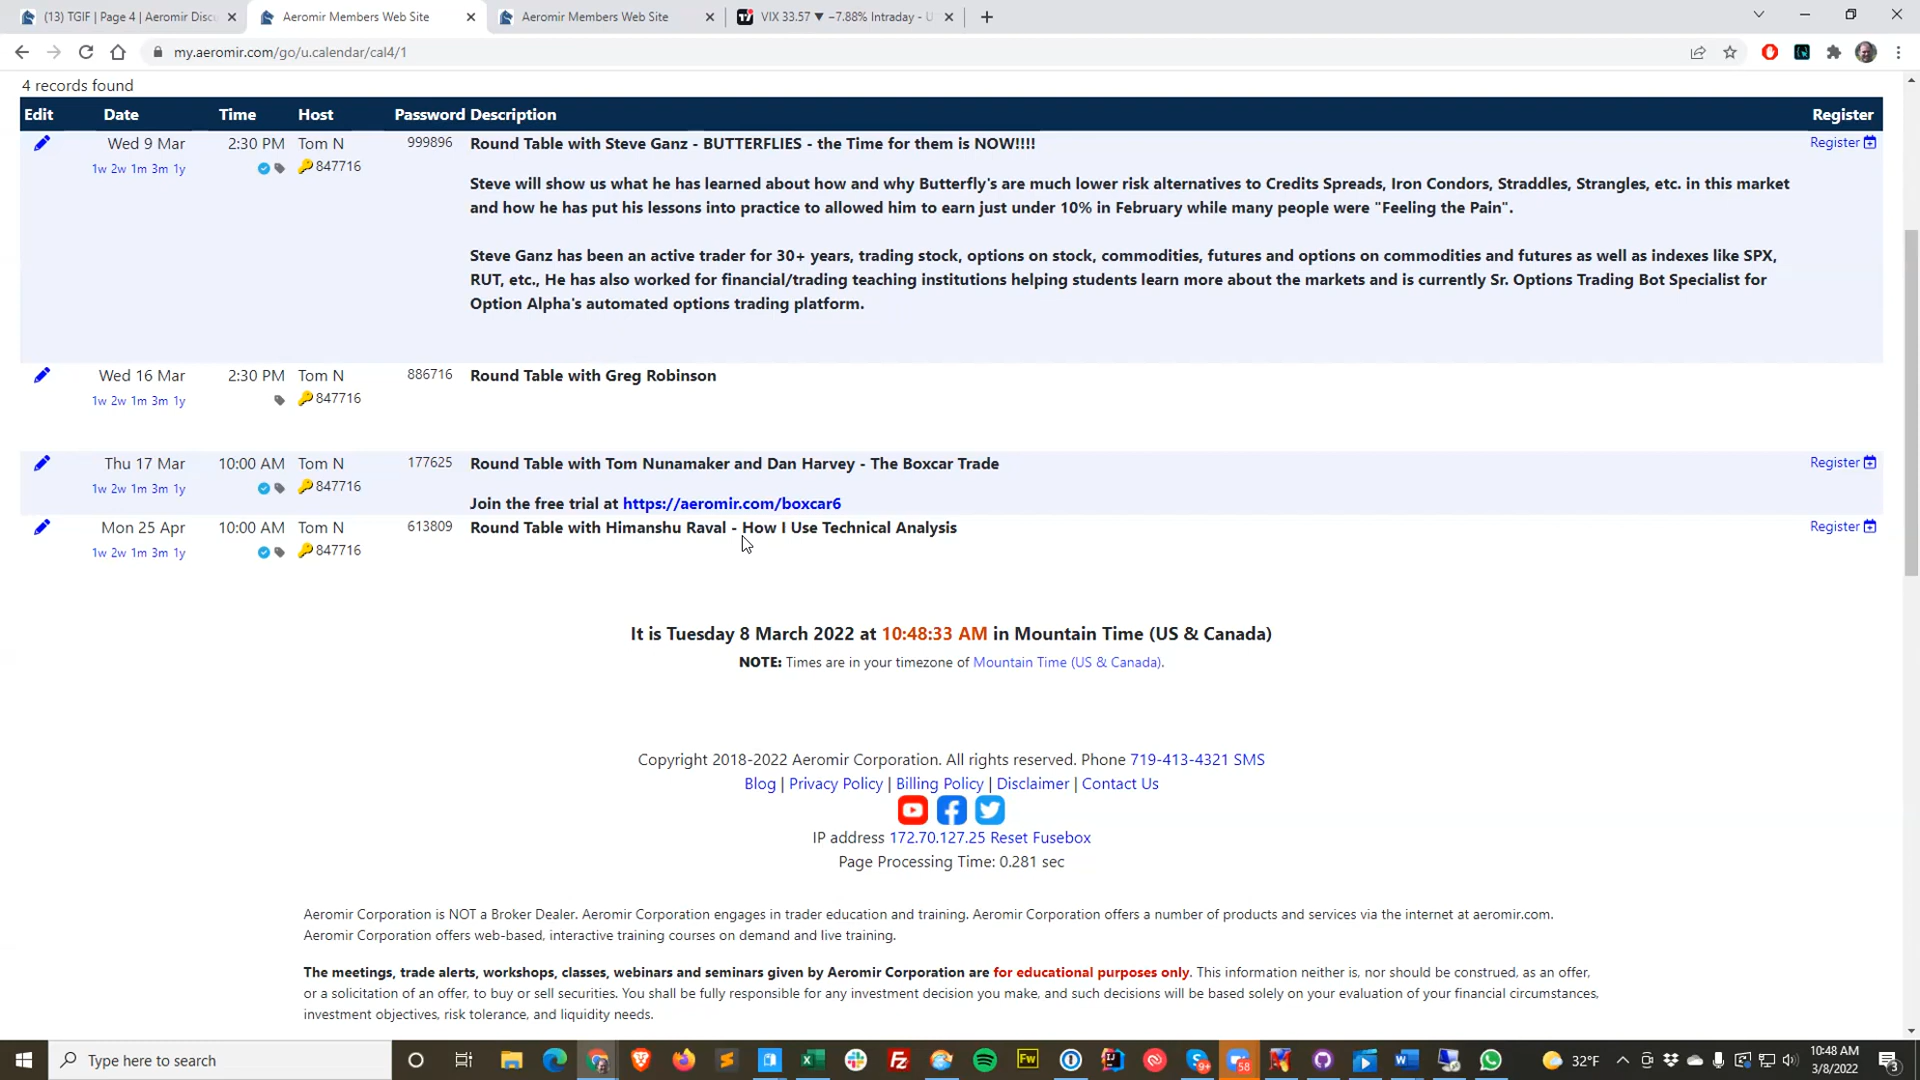 (13) TGIF | Page 4 | Aeromir Discu
Aeromir Members Web Site
Aeromir Members Web Site
VIX 33.57 ▼ −7.88% Intraday - U
my.aeromir.com/go/u.calendar/cal4/1
4 records found
Edit Date Time Host Password Description Register
Wed 9 Mar 2:30 PM Tom N 999896 Round Table with Steve Ganz - BUTTERFLIES - the Time for them is NOW!!!! Register
1w 2w 1m 3m 1y 847716
Steve will show us what he has learned about how and why Butterfly's are much lower risk alternatives to Credits Spreads, Iron Condors, Straddles, Strangles, etc. in this market
and how he has put his lessons into practice to allowed him to earn just under 10% in February while many people were "Feeling the Pain".
Steve Ganz has been an active trader for 30+ years, trading stock, options on stock, commodities, futures and options on commodities and futures as well as indexes like SPX,
RUT, etc., He has also worked for financial/trading teaching institutions helping students learn more about the markets and is currently Sr. Options Trading Bot Specialist for
Option Alpha's automated options trading platform.
Wed 16 Mar 2:30 PM Tom N 886716 Round Table with Greg Robinson
1w 2w 1m 3m 1y 847716
Thu 17 Mar 10:00 AM Tom N 177625 Round Table with Tom Nunamaker and Dan Harvey - The Boxcar Trade Register
1w 2w 1m 3m 1y 847716
Join the free trial at https://aeromir.com/boxcar6
Mon 25 Apr 10:00 AM Tom N 613809 Round Table with Himanshu Raval - How I Use Technical Analysis Register
1w 2w 1m 3m 1y 847716
It is Tuesday 8 March 2022 at 10:48:33 AM in Mountain Time (US & Canada)
NOTE: Times are in your timezone of Mountain Time (US & Canada).
Copyright 2018-2022 Aeromir Corporation. All rights reserved. Phone 719-413-4321 SMS
Blog | Privacy Policy | Billing Policy | Disclaimer | Contact Us
IP address 172.70.127.25 Reset Fusebox
Page Processing Time: 0.281 sec
Aeromir Corporation is NOT a Broker Dealer. Aeromir Corporation engages in trader education and training. Aeromir Corporation offers a number of products and services via the internet at aeromir.com.
Aeromir Corporation offers web-based, interactive training courses on demand and live training.
The meetings, trade alerts, workshops, classes, webinars and seminars given by Aeromir Corporation are for educational purposes only. This information neither is, nor should be construed, as an offer,
or a solicitation of an offer, to buy or sell securities. You shall be fully responsible for any investment decision you make, and such decisions will be based solely on your evaluation of your financial circumstances,
investment objectives, risk tolerance, and liquidity needs.
Type here to search
Fw
58
32°F
10:48 AM
3/8/2022
3